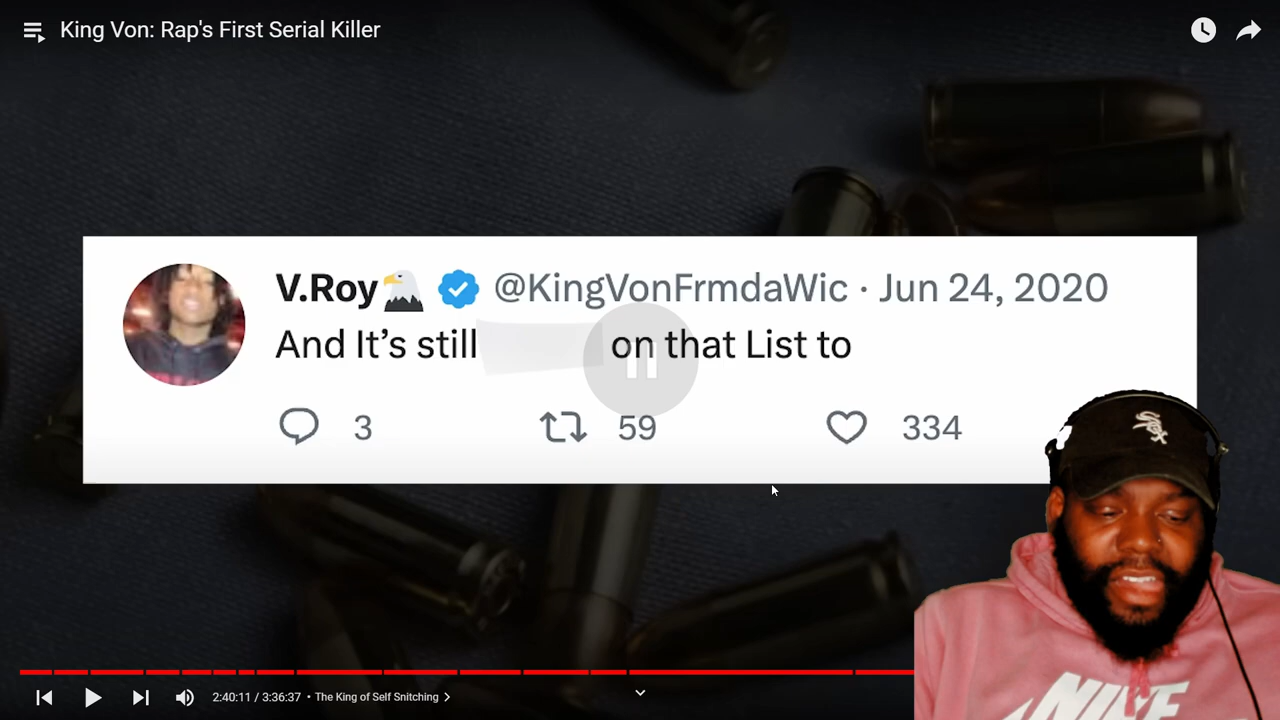 King Von: Rap's First Serial Killer
V.Roy🦅 @KingVonFrmdaWic · Jun 24, 2020
And It's still on that List to
3 59 334
Sox
NIKE
2:40:11 / 3:36:37 • The King of Self Snitching >